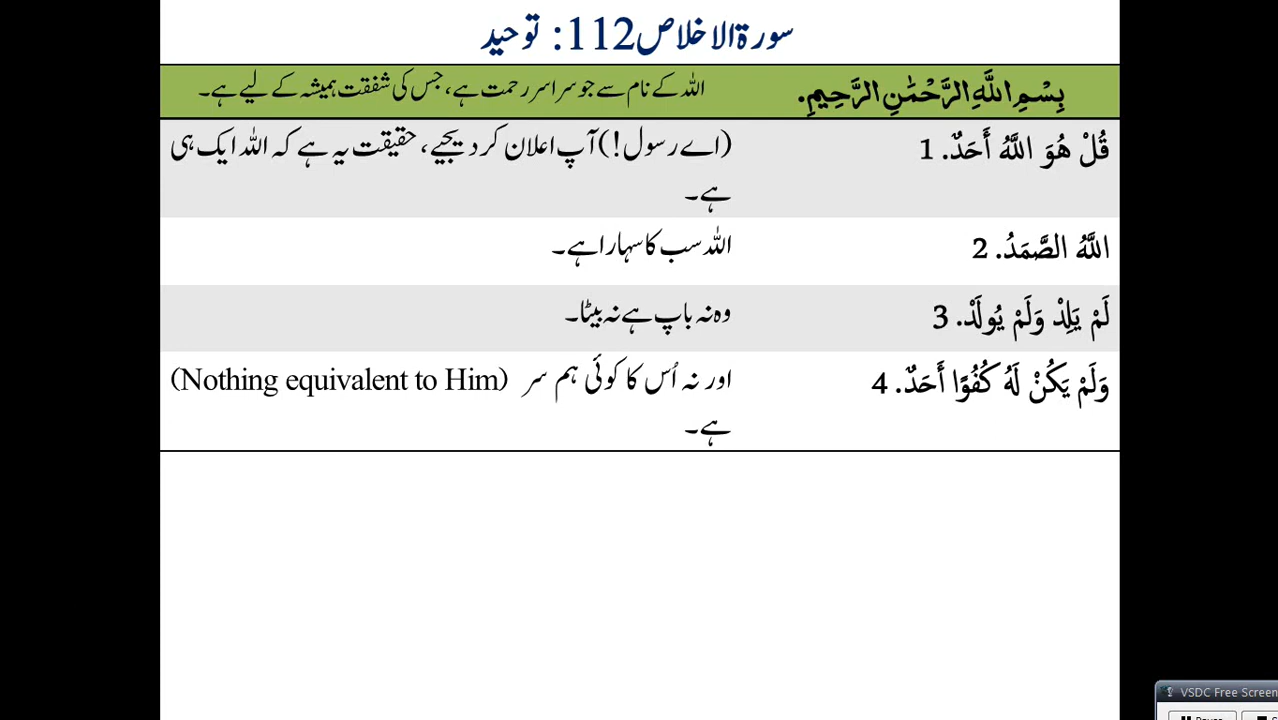 سورۃالاخلاص112: توحید
بِسْمِ اللَّهِ الرَّحْمَٰنِ الرَّحِيمِ.
اللہ کے نام سے جو سراسر رحمت ہے، جس کی شفقت ہمیشہ کے لیے ہے۔
قُلْ هُوَ اللَّهُ أَحَدٌ. 1
(اے رسول!) آپ اعلان کر دیجیے، حقیقت یہ ہے کہ اللہ ایک ہی
ہے۔
اللَّهُ الصَّمَدُ. 2
اللہ سب کا سہارا ہے۔
لَمْ يَلِدْ وَلَمْ يُولَدْ. 3
وہ نہ باپ ہے نہ بیٹا۔
وَلَمْ يَكُنْ لَهُ كُفُوًا أَحَدٌ. 4
اور نہ اُس کا کوئی ہم سر (Nothing equivalent to Him)
ہے۔
VSDC Free Screen
Pause